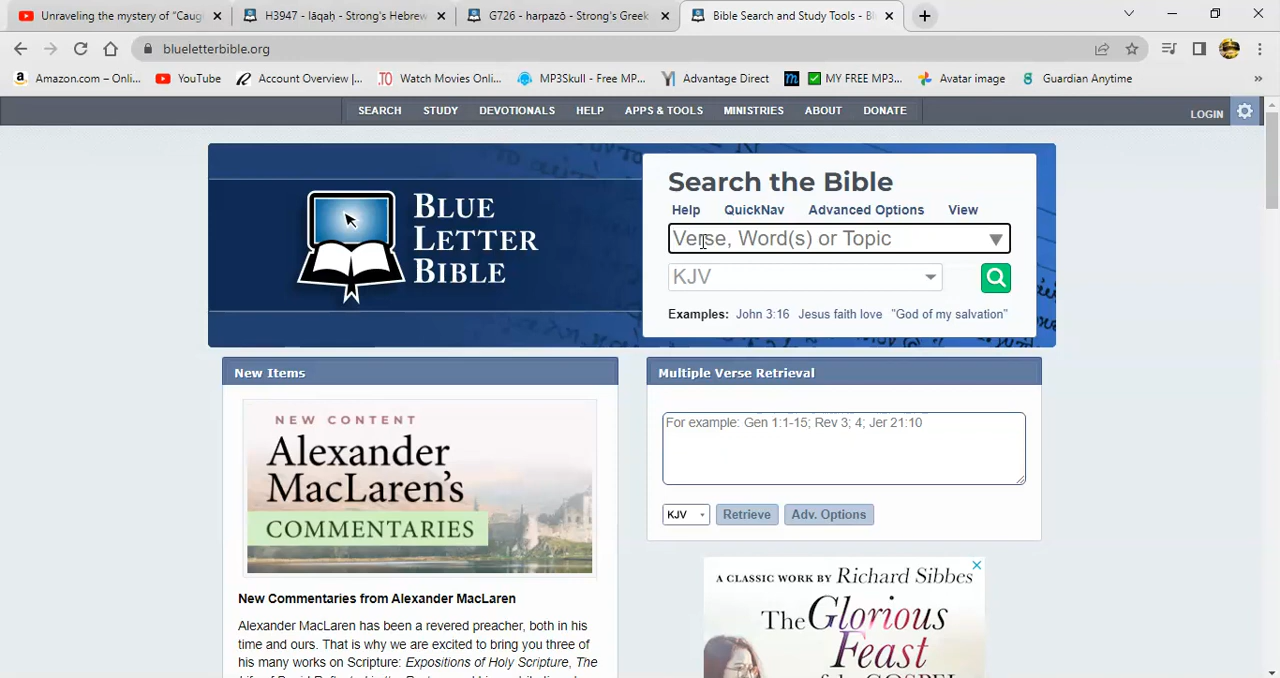 Unraveling the mystery of "Caug
H3947 - lāqaḥ - Strong's Hebrew
G726 - harpazō - Strong's Greek
Bible Search and Study Tools - Bl
blueletterbible.org
Amazon.com – Onli...
YouTube
Account Overview |...
Watch Movies Onli...
MP3Skull - Free MP...
Advantage Direct
MY FREE MP3...
Avatar image
Guardian Anytime
SEARCH
STUDY
DEVOTIONALS
HELP
APPS & TOOLS
MINISTRIES
ABOUT
DONATE
LOGIN
BLUE
LETTER
BIBLE
Search the Bible
Help
QuickNav
Advanced Options
View
Verse, Word(s) or Topic
KJV
Examples: John 3:16 Jesus faith love "God of my salvation"
New Items
NEW CONTENT
Alexander
MacLaren's
COMMENTARIES
New Commentaries from Alexander MacLaren
Alexander MacLaren has been a revered preacher, both in his
time and ours. That is why we are excited to bring you three of
his many works on Scripture: Expositions of Holy Scripture, The
Multiple Verse Retrieval
For example: Gen 1:1-15; Rev 3; 4; Jer 21:10
KJV
Retrieve
Adv. Options
A CLASSIC WORK BY Richard Sibbes
The Glorious
Feast
of the GOSPEL